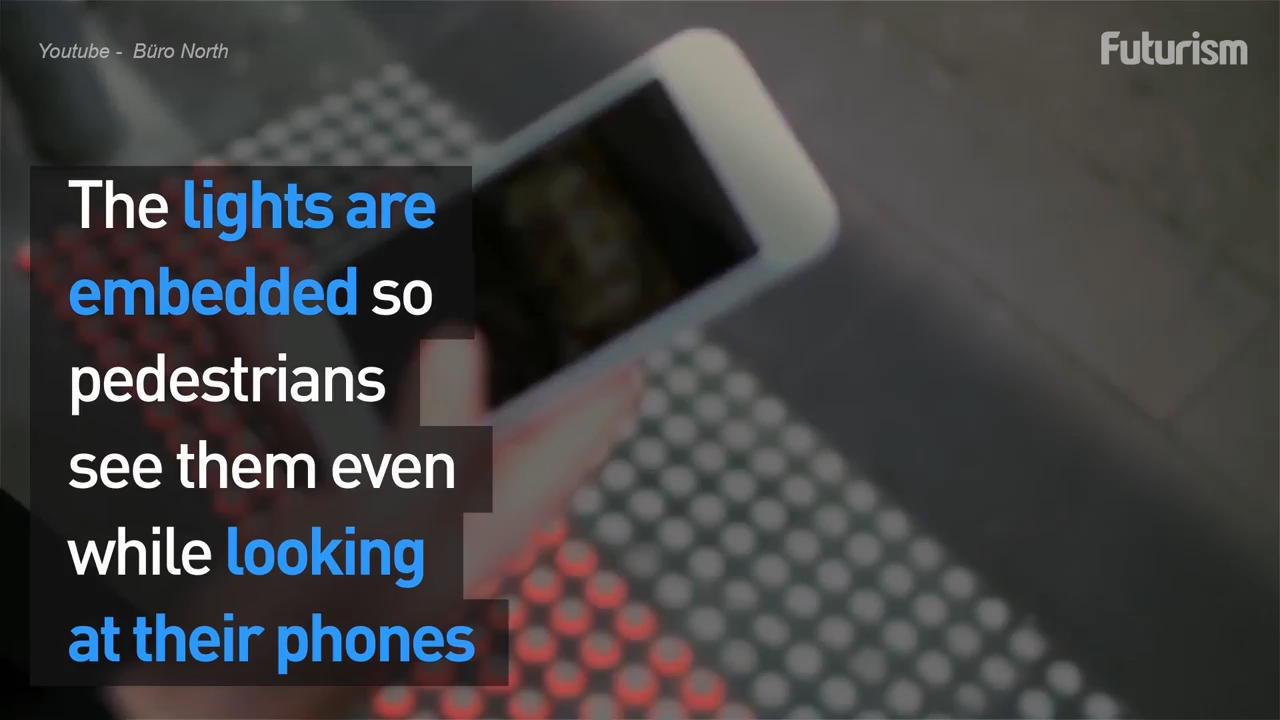 Youtube -  Büro North
Futurism
The lights are
embedded so
pedestrians
see them even
while looking
at their phones